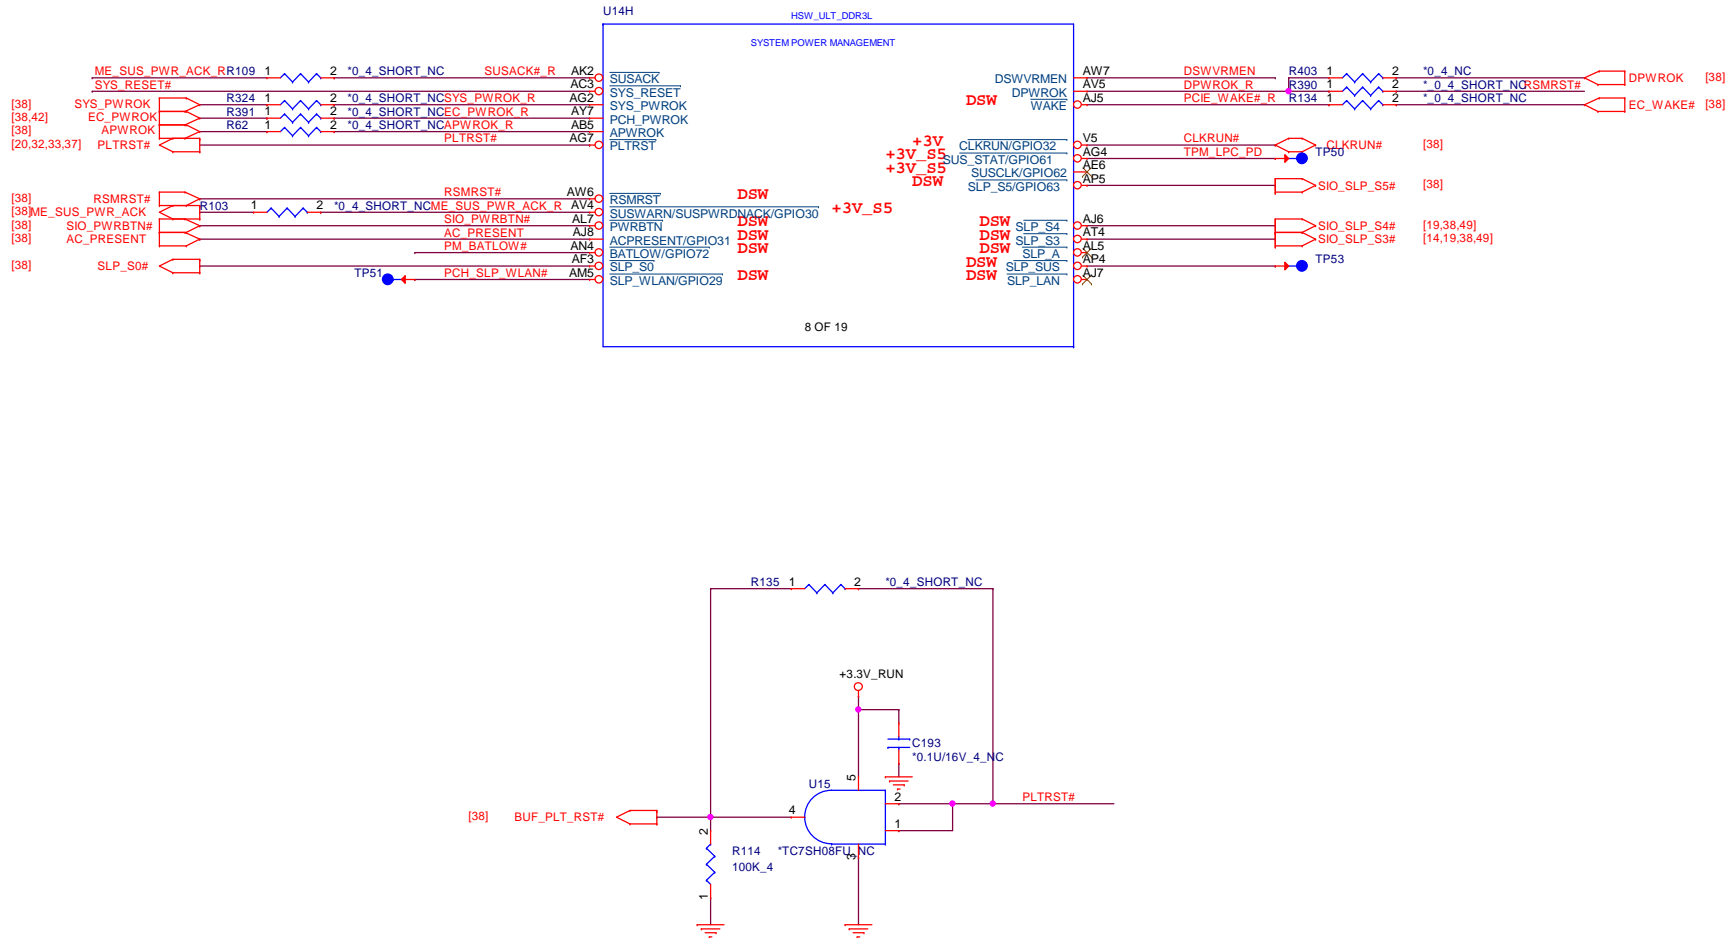 U14H
HSW_ULT_DDR3L
SYSTEM POWER MANAGEMENT
ME_SUS_PWR_ACK_R R109 1 2 *0_4_SHORT_NC SUSACK#_R AK2 SUSACK
SYS_RESET# AC3 SYS_RESET
[38] SYS_PWROK R324 1 2 *0_4_SHORT_NC SYS_PWROK_R AG2 SYS_PWROK
[38,42] EC_PWROK R391 1 2 *0_4_SHORT_NC EC_PWROK_R AY7 PCH_PWROK
[38] APWROK R62 1 2 *0_4_SHORT_NC APWROK_R AB5 APWROK
[20,32,33,37] PLTRST# PLTRST# AG7 PLTRST
[38] RSMRST# RSMRST# AW6 RSMRST DSW
[38] ME_SUS_PWR_ACK R103 1 2 *0_4_SHORT_NC ME_SUS_PWR_ACK_R AV4 SUSWARN/SUSPWRDNACK/GPIO30 +3V_S5
[38] SIO_PWRBTN# SIO_PWRBTN# AL7 PWRBTN DSW
[38] AC_PRESENT AC_PRESENT AJ8 ACPRESENT/GPIO31 DSW
PM_BATLOW# AN4 BATLOW/GPIO72 DSW
[38] SLP_S0# AF3 SLP_S0
TP51 PCH_SLP_WLAN# AM5 SLP_WLAN/GPIO29 DSW
DSWVRMEN AW7 DSWVRMEN R403 1 2 *0_4_NC DPWROK [38]
DPWROK AV5 DPWROK_R R390 1 2 *_0_4_SHORT_NC RSMRST#
DSW WAKE AJ5 PCIE_WAKE#_R R134 1 2 *_0_4_SHORT_NC EC_WAKE# [38]
+3V CLKRUN/GPIO32 V5 CLKRUN# CLKRUN# [38]
+3V_S5 SUS_STAT/GPIO61 AG4 TPM_LPC_PD TP50
+3V_S5 SUSCLK/GPIO62 AE6
DSW SLP_S5/GPIO63 AP5 SIO_SLP_S5# [38]
DSW SLP_S4 AJ6 SIO_SLP_S4# [19,38,49]
DSW SLP_S3 AT4 SIO_SLP_S3# [14,19,38,49]
DSW SLP_A AL5
DSW SLP_SUS AP4 TP53
DSW SLP_LAN AJ7
8 OF 19
R135 1 2 *0_4_SHORT_NC
+3.3V_RUN
C193
*0.1U/16V_4_NC
U15 5
2 PLTRST#
[38] BUF_PLT_RST# 4
1
2
R114 *TC7SH08FU_NC 3
100K_4
1